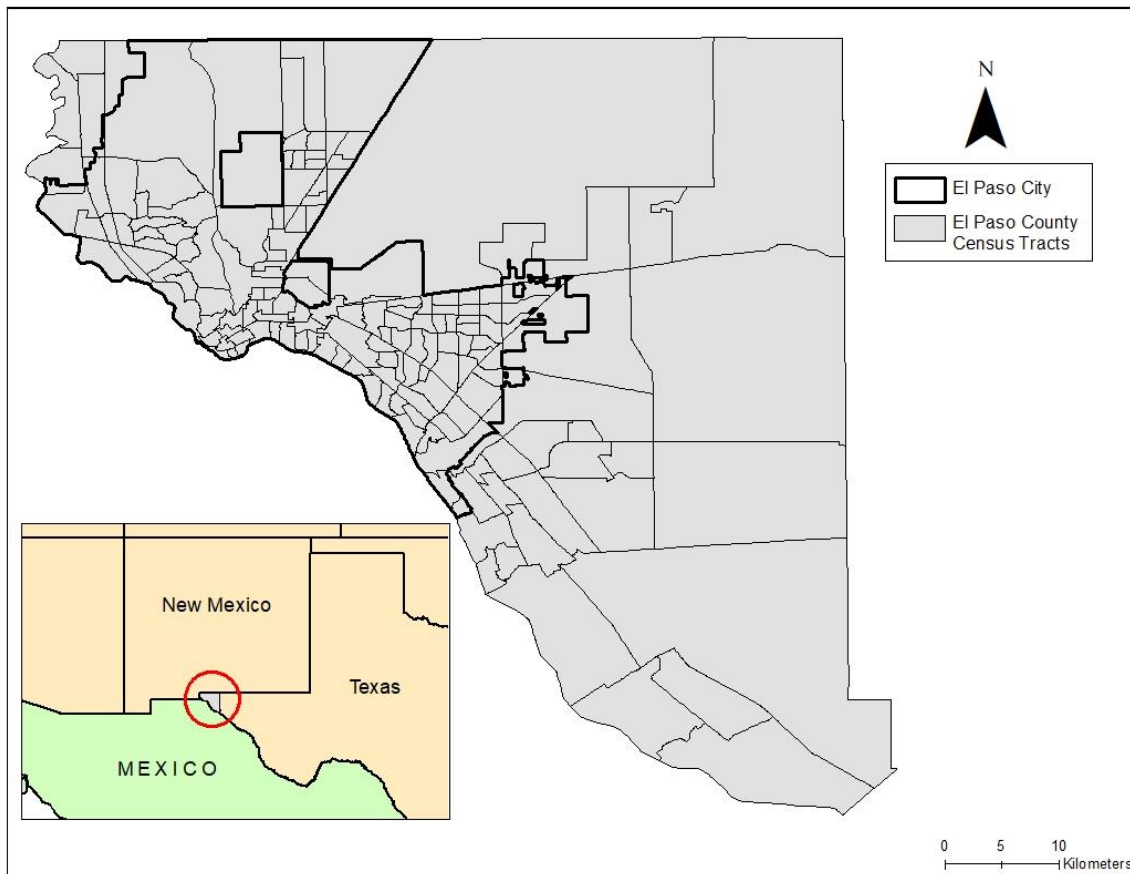 N
El Paso City
El Paso County
Census Tracts
New Mexico
Texas
MEXICO
0 5 10
Kilometers